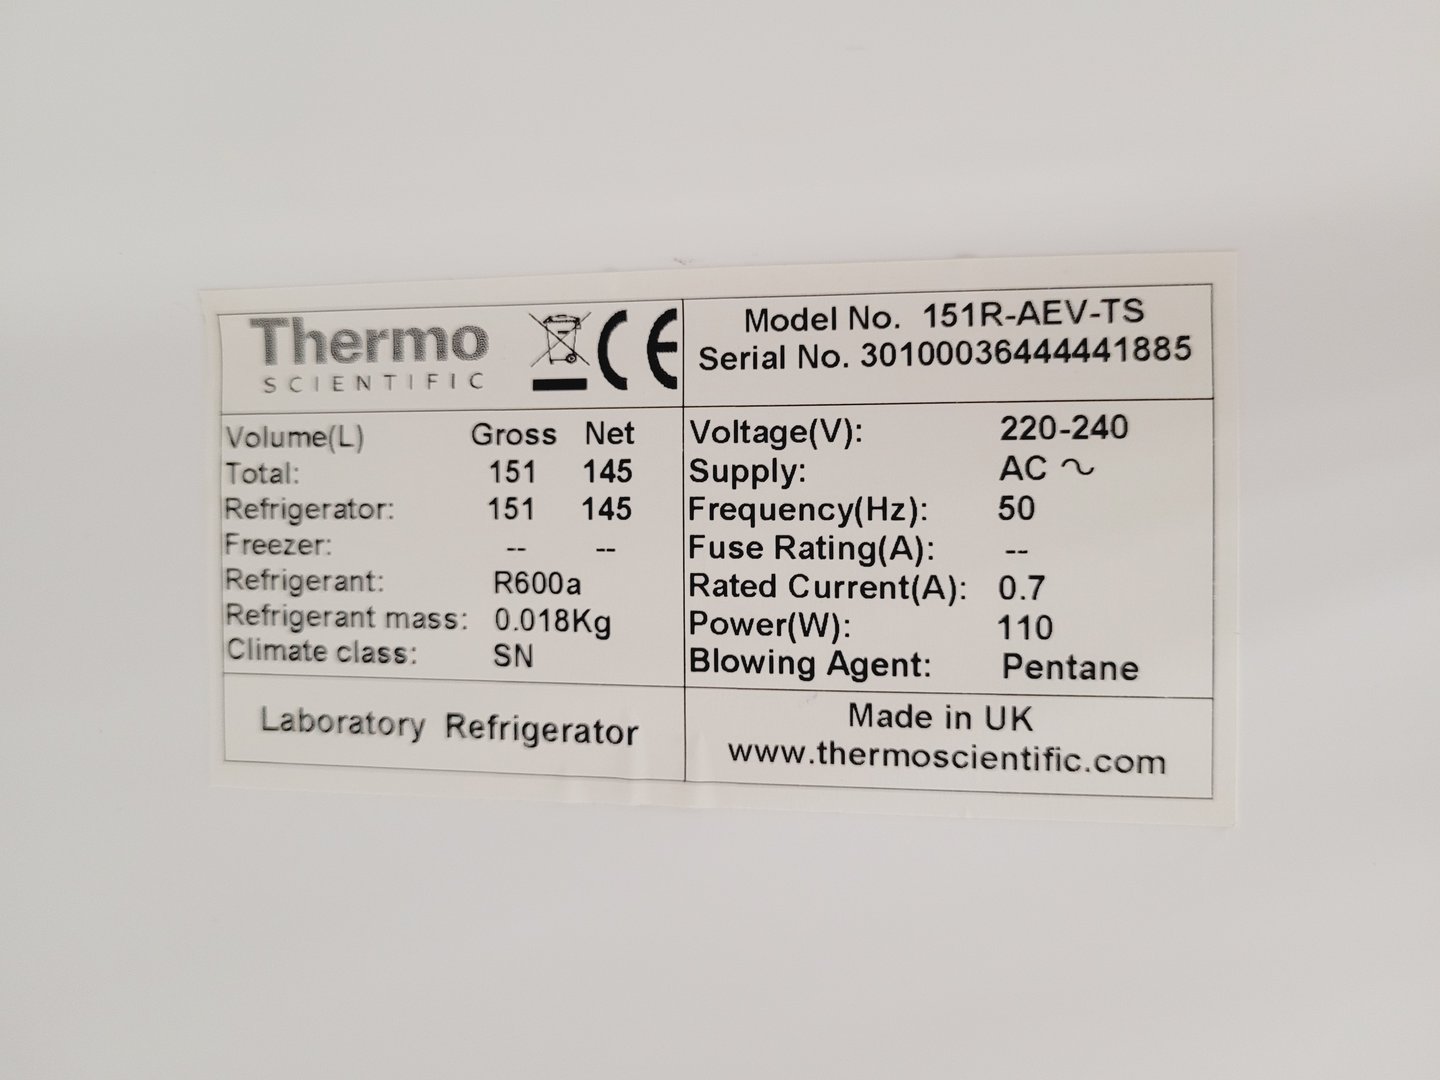 Thermo
SCIENTIFIC
CE
Model No. 151R-AEV-TS
Serial No. 30100036444441885
Volume(L) Gross Net
Total: 151 145
Refrigerator: 151 145
Freezer: -- --
Refrigerant: R600a
Refrigerant mass: 0.018Kg
Climate class: SN
Voltage(V): 220-240
Supply: AC ~
Frequency(Hz): 50
Fuse Rating(A): --
Rated Current(A): 0.7
Power(W): 110
Blowing Agent: Pentane
Laboratory Refrigerator
Made in UK
www.thermoscientific.com